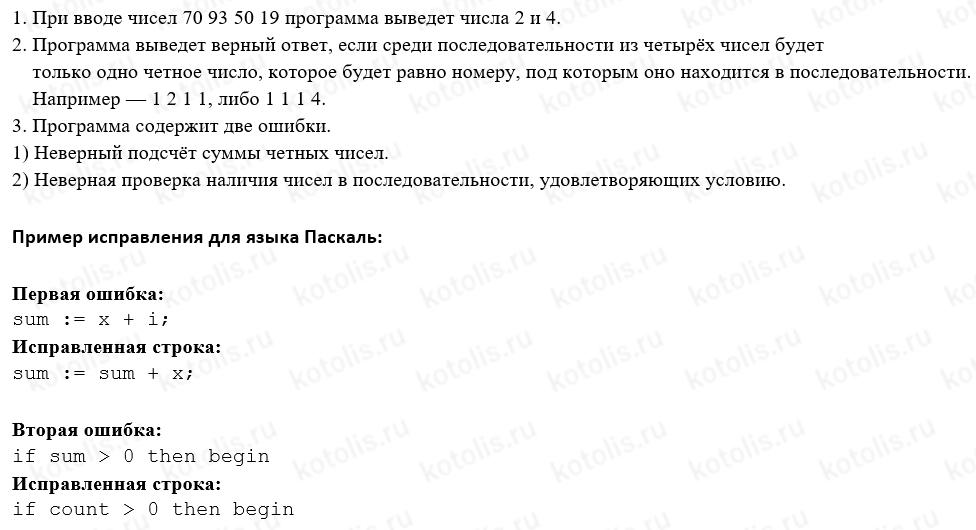 1. При вводе чисел 70 93 50 19 программа выведет числа 2 и 4.
2. Программа выведет верный ответ, если среди последовательности из четырёх чисел будет
только одно четное число, которое будет равно номеру, под которым оно находится в последовательности.
Например — 1 2 1 1, либо 1 1 1 4.
3. Программа содержит две ошибки.
1) Неверный подсчёт суммы четных чисел.
2) Неверная проверка наличия чисел в последовательности, удовлетворяющих условию.
Пример исправления для языка Паскаль:
Первая ошибка:
sum := x + i;
Исправленная строка:
sum := sum + x;
Вторая ошибка:
if sum > 0 then begin
Исправленная строка:
if count > 0 then begin